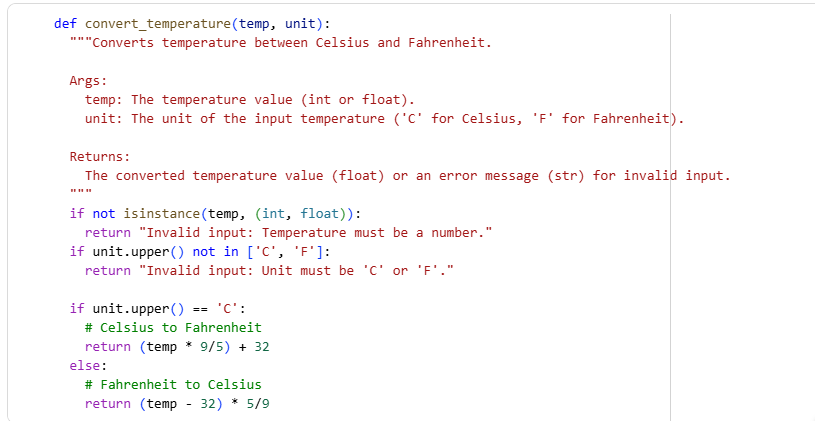 def convert_temperature(temp, unit):
  """Converts temperature between Celsius and Fahrenheit.

  Args:
    temp: The temperature value (int or float).
    unit: The unit of the input temperature ('C' for Celsius, 'F' for Fahrenheit).

  Returns:
    The converted temperature value (float) or an error message (str) for invalid input.
  """
  if not isinstance(temp, (int, float)):
    return "Invalid input: Temperature must be a number."
  if unit.upper() not in ['C', 'F']:
    return "Invalid input: Unit must be 'C' or 'F'."

  if unit.upper() == 'C':
    # Celsius to Fahrenheit
    return (temp * 9/5) + 32
  else:
    # Fahrenheit to Celsius
    return (temp - 32) * 5/9